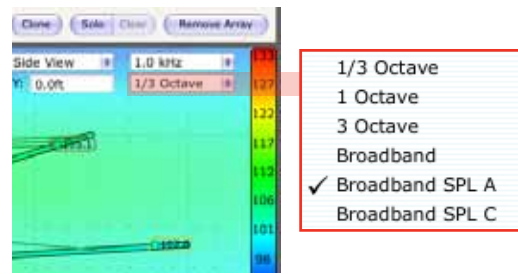 Clone Solo Clear Remove Array
Side View 1.0 kHz
Y: 0.0ft 1/3 Octave
133
127
122
117
112
106
101
96
1/3 Octave
1 Octave
3 Octave
Broadband
✓ Broadband SPL A
Broadband SPL C